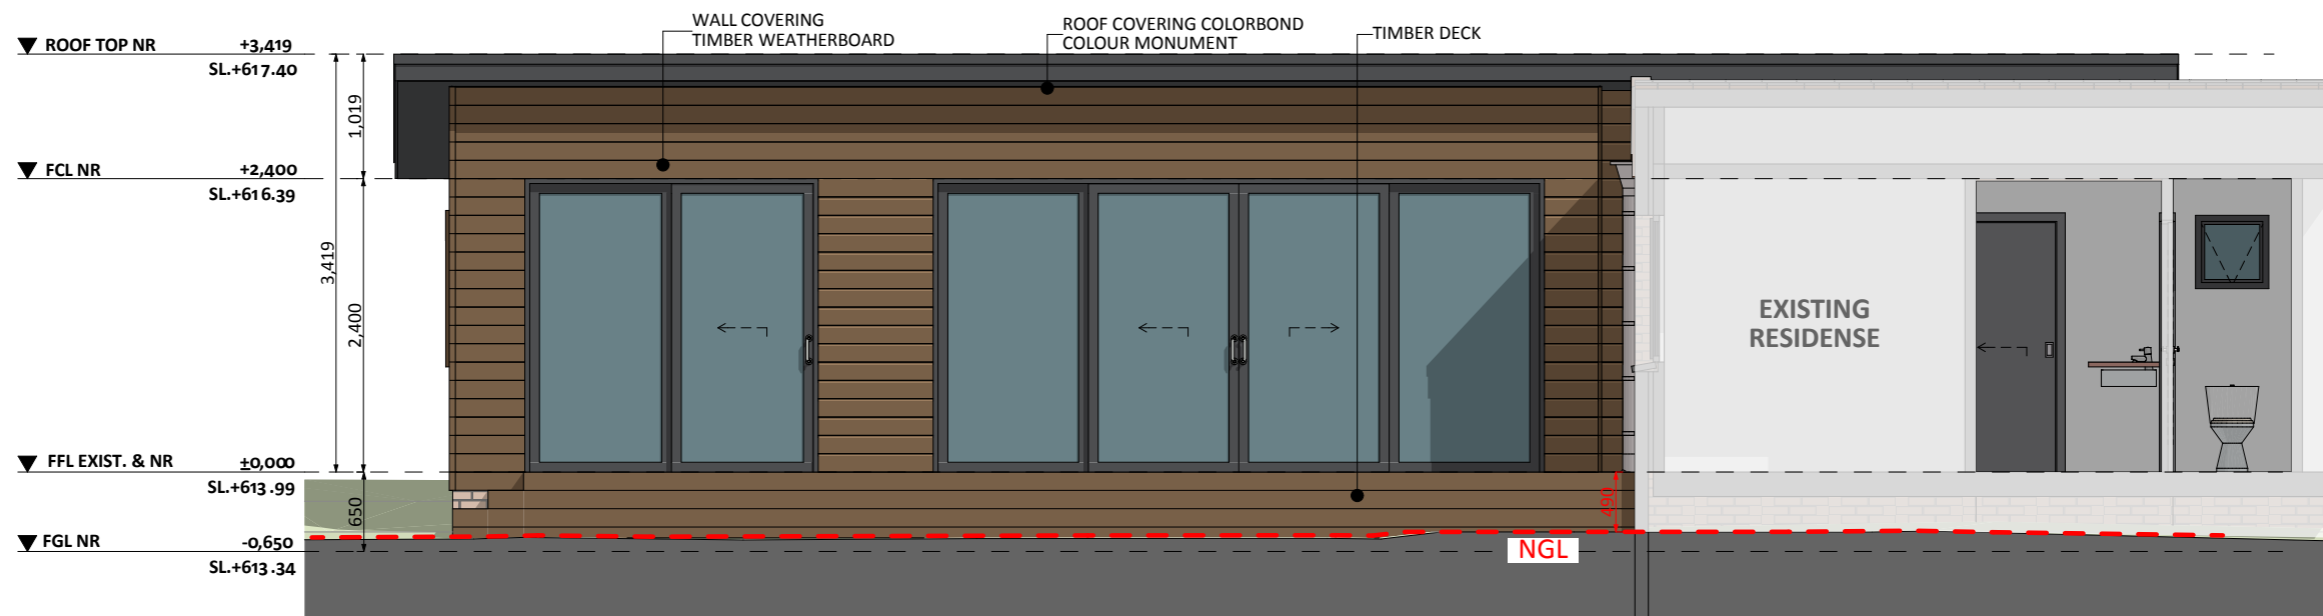 WALL COVERING
TIMBER WEATHERBOARD
ROOF COVERING COLORBOND
COLOUR MONUMENT
TIMBER DECK
ROOF TOP NR +3,419
SL.+617.40
1,019
FCL NR +2,400
SL.+616.39
3,419
2,400
EXISTING
RESIDENSE
FFL EXIST. & NR ±0,000
SL.+613.99
650
490
FGL NR -0,650
SL.+613.34
NGL